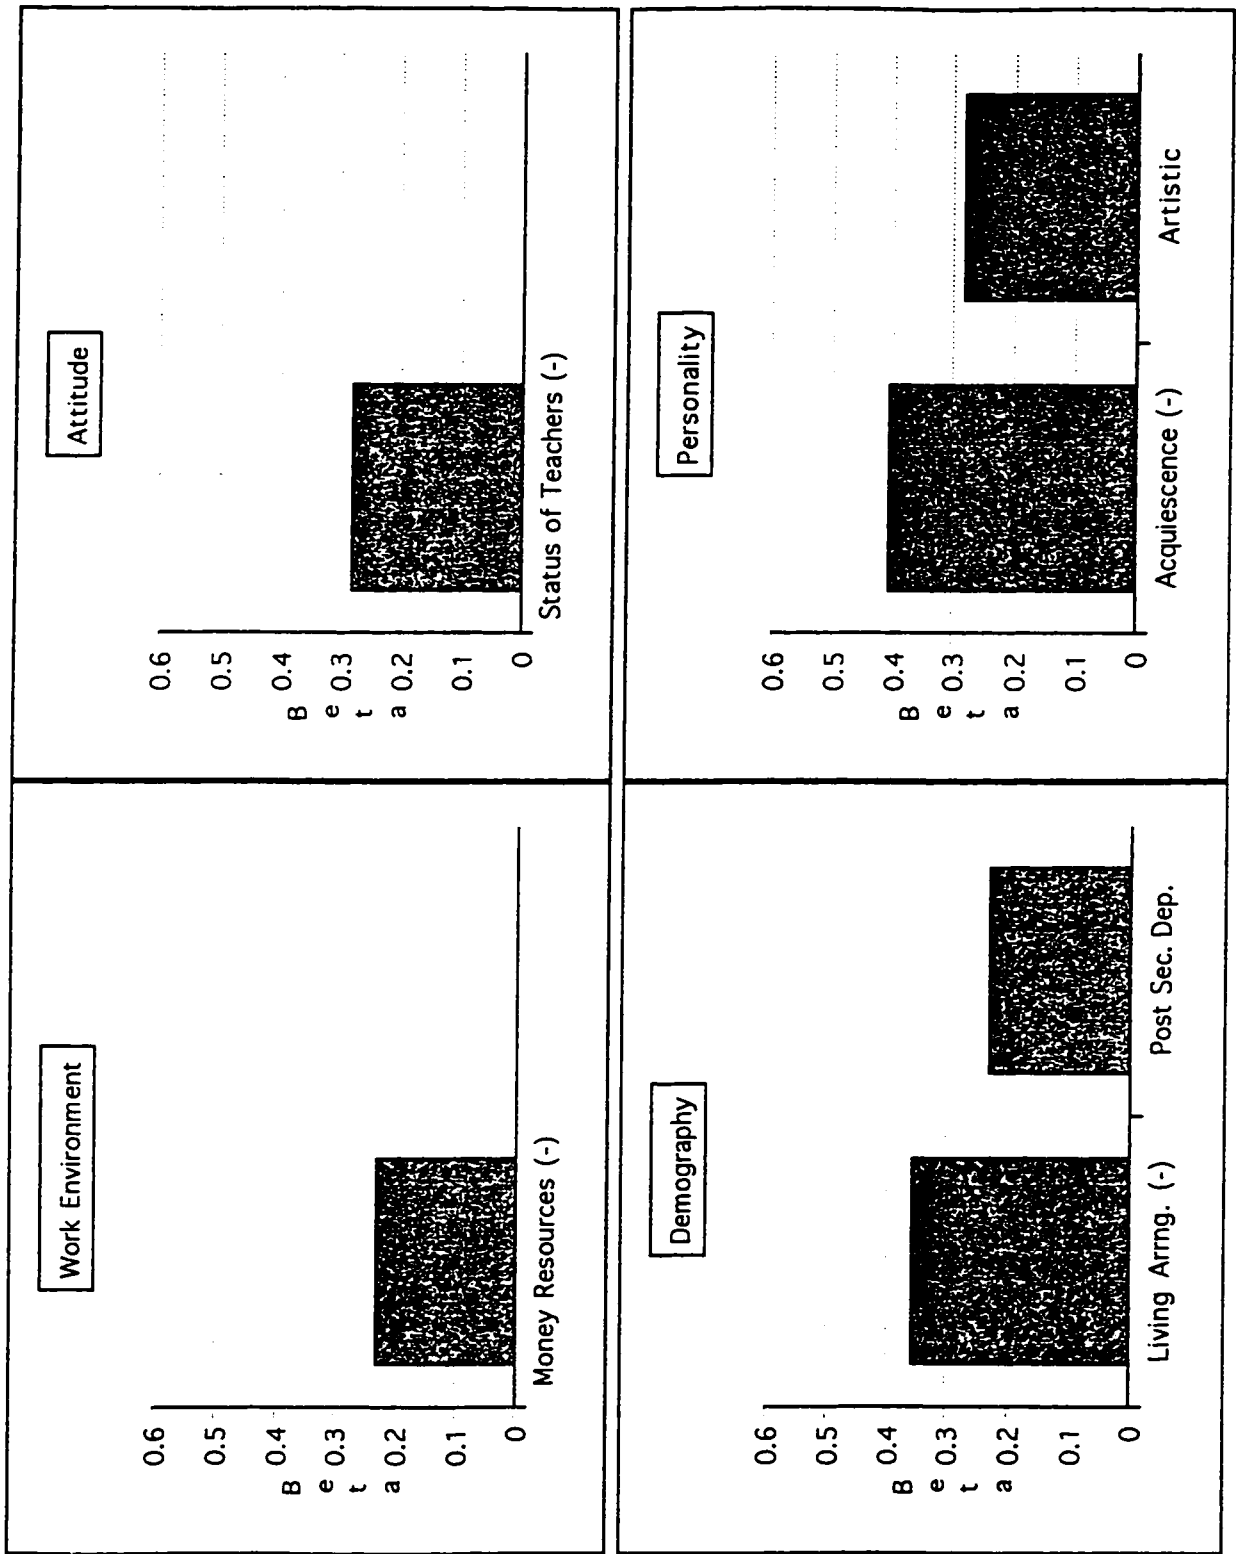 Work Environment
0.6
0.5
0.4
0.3
0.2
0.1
0
B
e
t
a
Money Resources (-)
Attitude
0.6
0.5
0.4
0.3
0.2
0.1
0
B
e
t
a
Status of Teachers (-)
Demography
0.6
0.5
0.4
0.3
0.2
0.1
0
B
e
t
a
Living Arrng. (-) Post Sec. Dep.
Personality
0.6
0.5
0.4
0.3
0.2
0.1
0
B
e
t
a
Acquiescence (-) Artistic